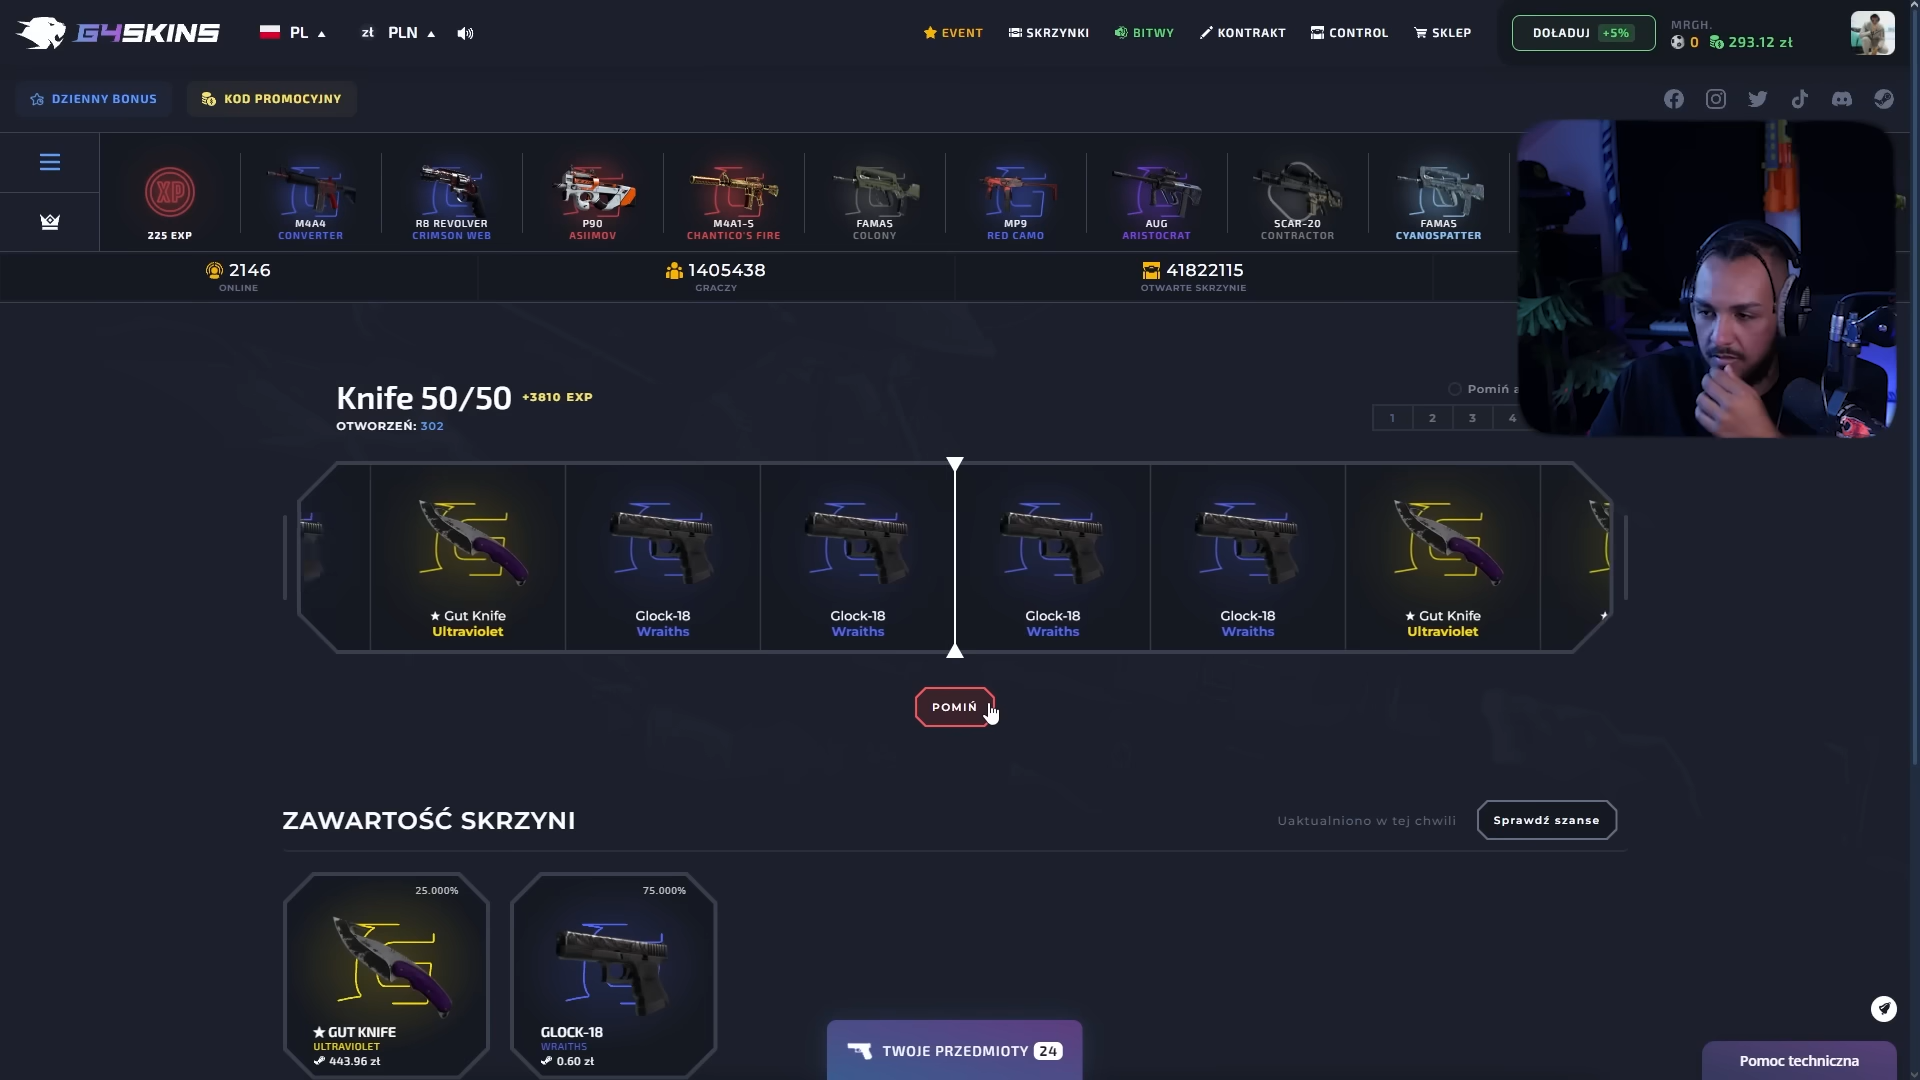 G4SKINS
PL
zł PLN
EVENT
SKRZYNKI
BITWY
KONTRAKT
CONTROL
SKLEP
DOŁADUJ +5%
MRGH.
0 293.12 zł
DZIENNY BONUS
KOD PROMOCYJNY
XP
225 EXP
M4A4
CONVERTER
R8 REVOLVER
CRIMSON WEB
P90
ASIIMOV
M4A1-S
CHANTICO'S FIRE
FAMAS
COLONY
MP9
RED CAMO
AUG
ARISTOCRAT
SCAR-20
CONTRACTOR
FAMAS
CYANOSPATTER
2146
ONLINE
1405438
GRACZY
41822115
OTWARTE SKRZYNIE
Knife 50/50 +3810 EXP
OTWORZEŃ: 302
Pomiń a
1 2 3 4
★ Gut Knife
Ultraviolet
Glock-18
Wraiths
Glock-18
Wraiths
Glock-18
Wraiths
Glock-18
Wraiths
★ Gut Knife
Ultraviolet
★
POMIŃ
ZAWARTOŚĆ SKRZYNI
Uaktualniono w tej chwili
Sprawdź szanse
25.000%
★ GUT KNIFE
ULTRAVIOLET
443.96 zł
75.000%
GLOCK-18
WRAITHS
0.60 zł
TWOJE PRZEDMIOTY 24
Pomoc techniczna